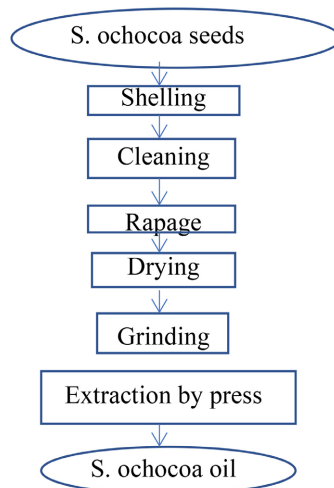 S. ochocoa seeds
Shelling
Cleaning
Rapage
Drying
Grinding
Extraction by press
S. ochocoa oil